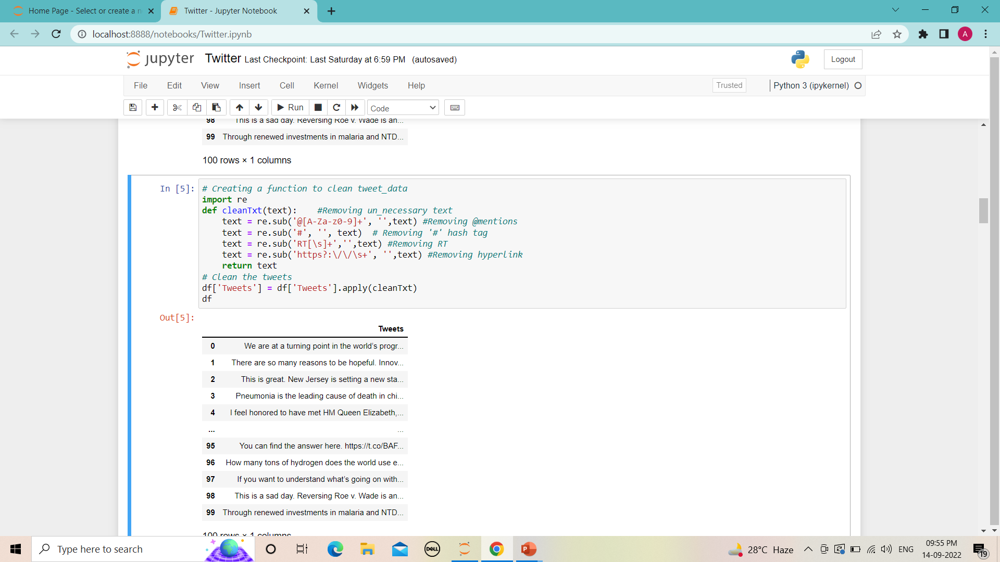 Home Page - Select or create a n
Twitter - Jupyter Notebook
localhost:8888/notebooks/Twitter.ipynb
A
jupyter Twitter Last Checkpoint: Last Saturday at 6:59 PM (autosaved)
Logout
File Edit View Insert Cell Kernel Widgets Help
Trusted
Python 3 (ipykernel)
Run
Code
98 This is a sad day. Reversing Roe v. Wade is an...
99 Through renewed investments in malaria and NTD...
100 rows × 1 columns
In [5]: # Creating a function to clean tweet_data
import re
def cleanTxt(text):    #Removing un_necessary text
    text = re.sub('@[A-Za-z0-9]+', '',text) #Removing @mentions
    text = re.sub('#', '', text)  # Removing '#' hash tag
    text = re.sub('RT[\s]+','',text) #Removing RT
    text = re.sub('https?:\/\/\s+', '',text) #Removing hyperlink
    return text
# Clean the tweets
df['Tweets'] = df['Tweets'].apply(cleanTxt)
df
Out[5]:
Tweets
0 We are at a turning point in the world's progr...
1 There are so many reasons to be hopeful. Innov...
2 This is great. New Jersey is setting a new sta...
3 Pneumonia is the leading cause of death in chi...
4 I feel honored to have met HM Queen Elizabeth,...
... ...
95 You can find the answer here. https://t.co/BAF...
96 How many tons of hydrogen does the world use e...
97 If you want to understand what's going on with...
98 This is a sad day. Reversing Roe v. Wade is an...
99 Through renewed investments in malaria and NTD...
100 rows × 1 columns
Type here to search
DELL
P
28°C Haze
ENG
09:55 PM
14-09-2022
19